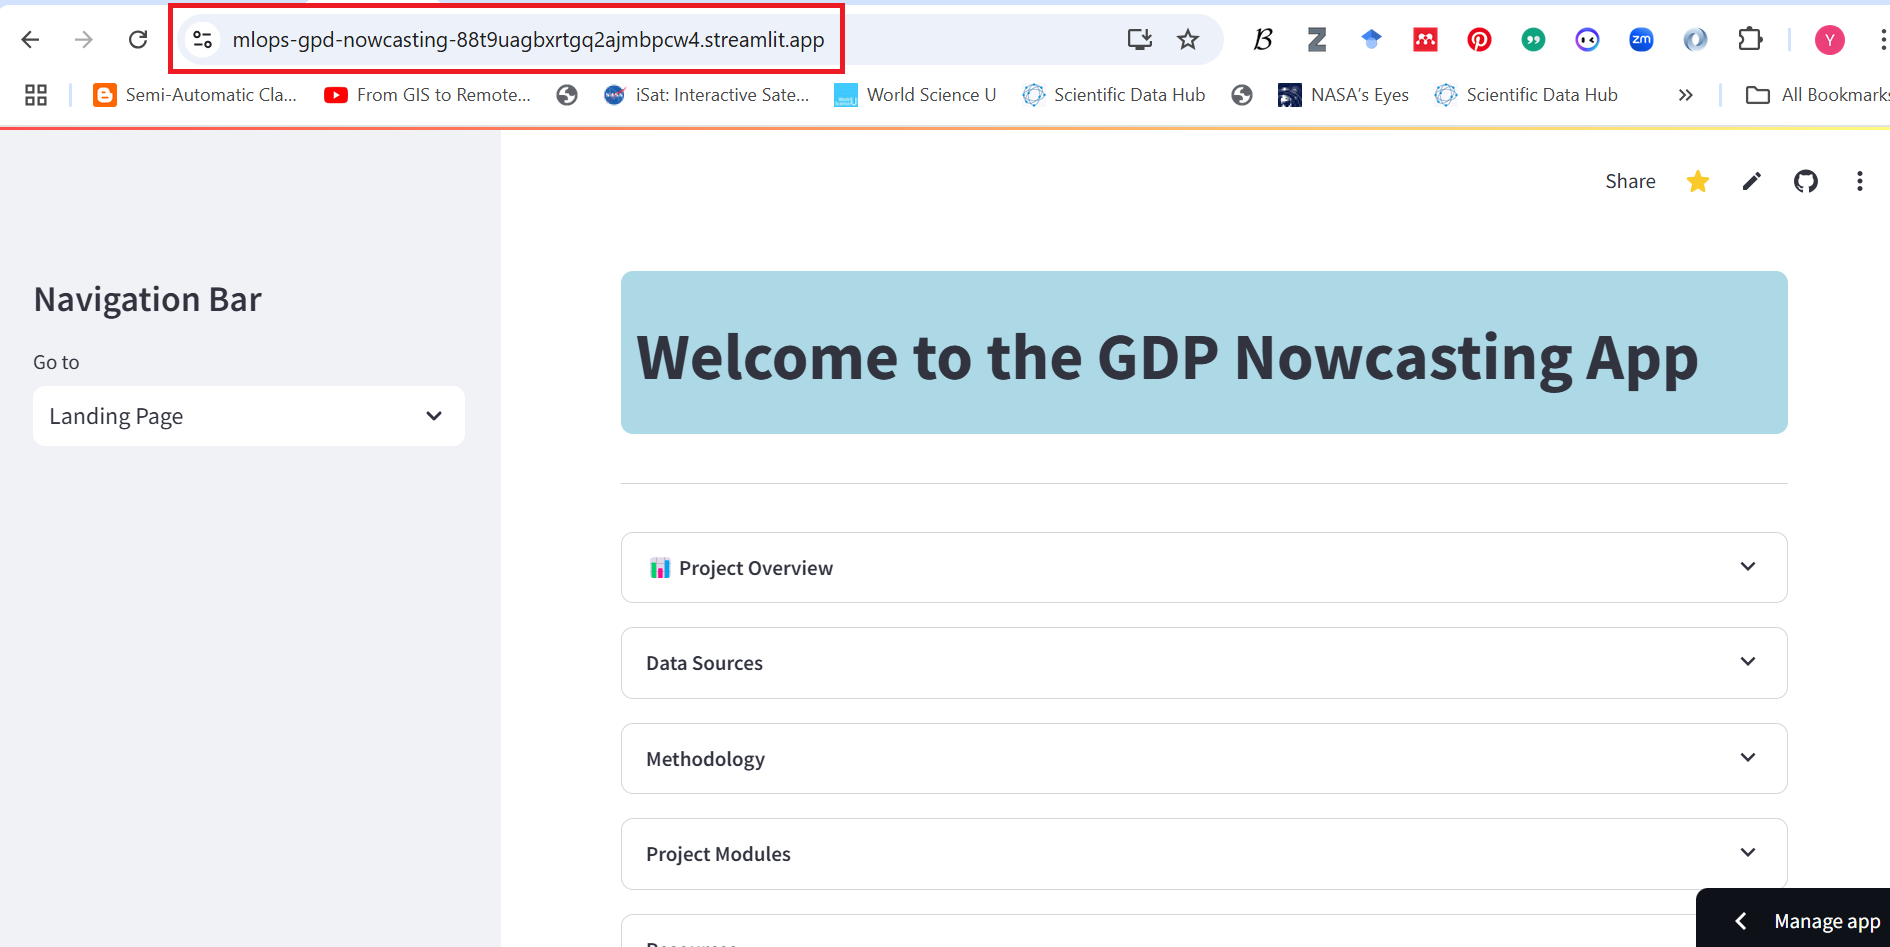 mlops-gpd-nowcasting-88t9uagbxrtgq2ajmbpcw4.streamlit.app
B Z zm Y
Semi-Automatic Cla... From GIS to Remote... iSat: Interactive Sate... World Science U Scientific Data Hub NASA's Eyes Scientific Data Hub » All Bookmarks
Share
Navigation Bar
Go to
Landing Page
Welcome to the GDP Nowcasting App
Project Overview
Data Sources
Methodology
Project Modules
Manage app